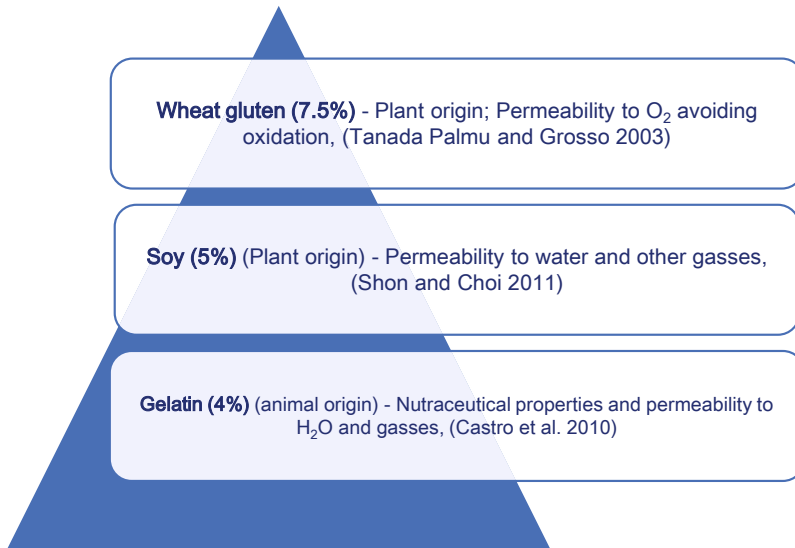 Wheat gluten (7.5%) - Plant origin; Permeability to O₂ avoiding
oxidation, (Tanada Palmu and Grosso 2003)
Soy (5%) (Plant origin) - Permeability to water and other gasses,
(Shon and Choi 2011)
Gelatin (4%) (animal origin) - Nutraceutical properties and permeability to
H₂O and gasses, (Castro et al. 2010)